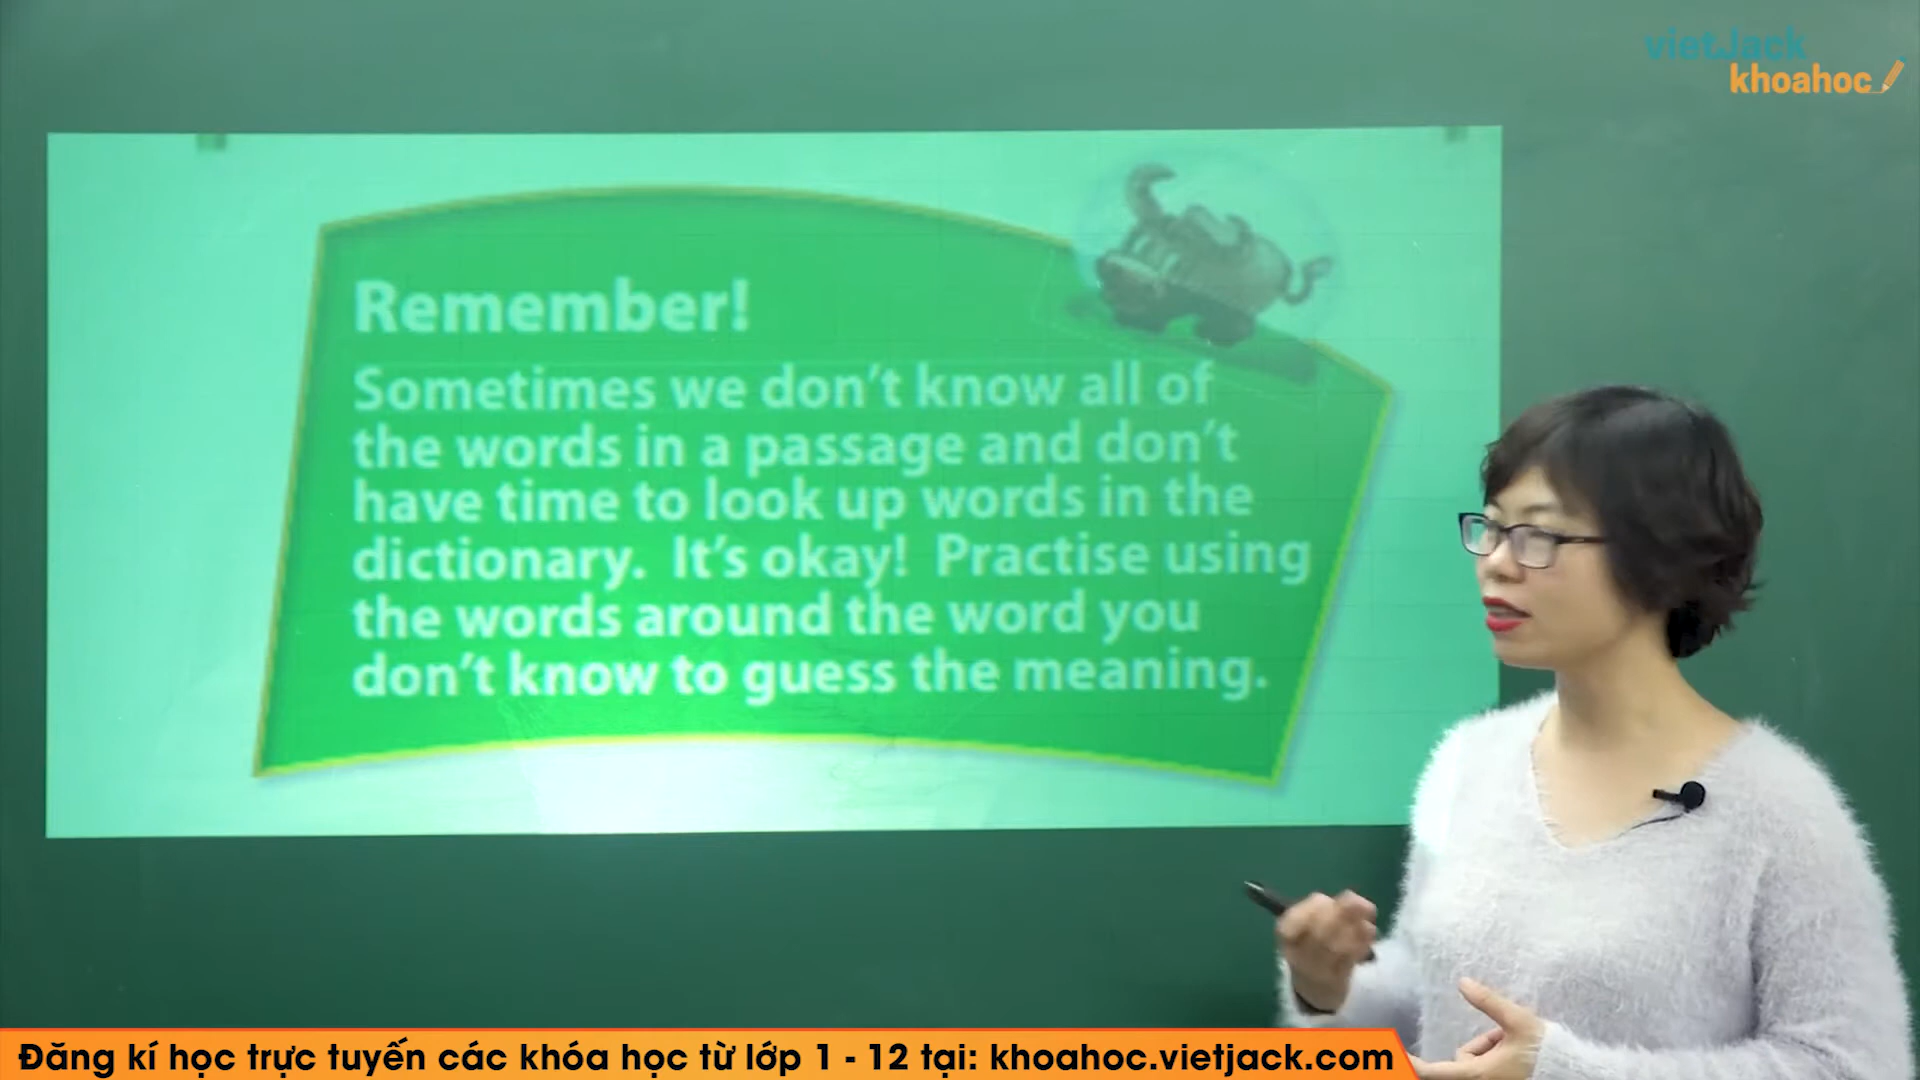 vietJack
khoahoc
Remember!
Sometimes we don't know all of
the words in a passage and don't
have time to look up words in the
dictionary. It's okay! Practise using
the words around the word you
don't know to guess the meaning.
Đăng kí học trực tuyến các khóa học từ lớp 1 - 12 tại: khoahoc.vietjack.com